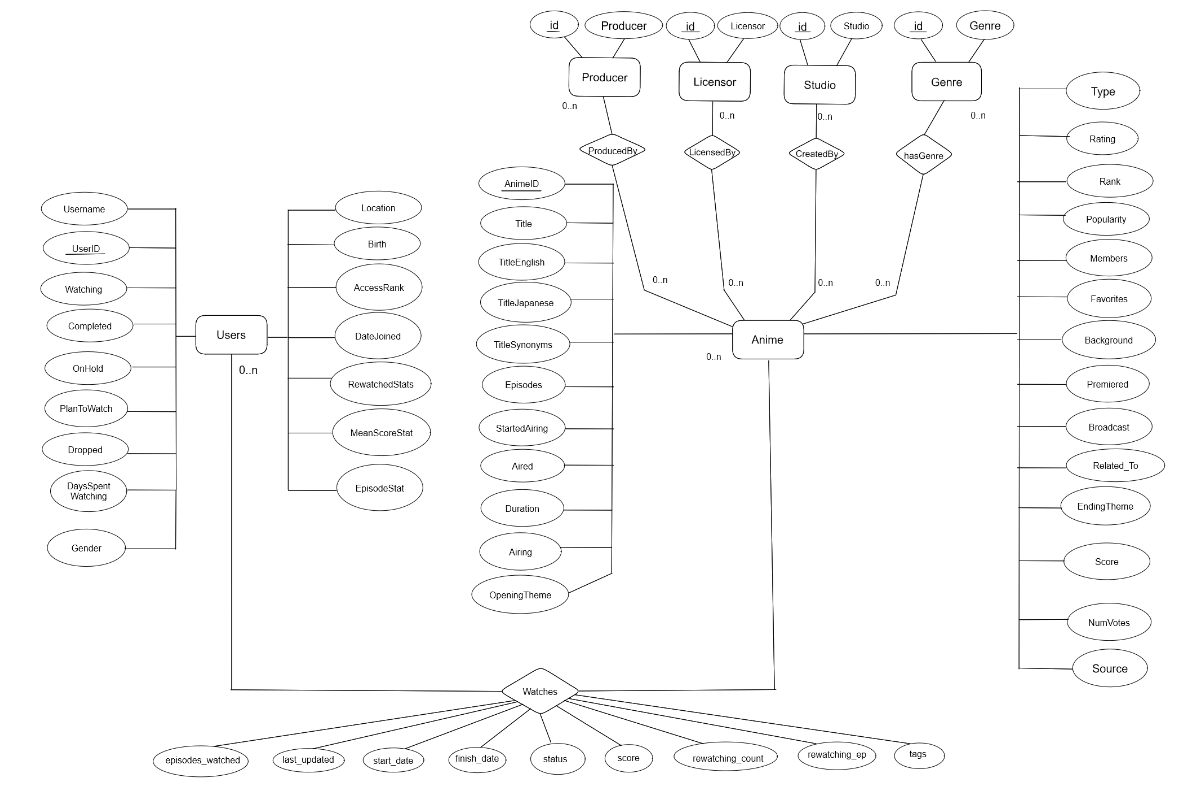 id
Producer
id
Licensor
id
Studio
id
Genre
Producer
Licensor
Studio
Genre
0..n
0..n
0..n
0..n
ProducedBy
LicensedBy
CreatedBy
hasGenre
0..n
0..n
0..n
0..n
Username
UserID
Watching
Completed
OnHold
PlanToWatch
Dropped
DaysSpent
Watching
Gender
Users
0..n
Location
Birth
AccessRank
DateJoined
RewatchedStats
MeanScoreStat
EpisodeStat
AnimeID
Title
TitleEnglish
TitleJapanese
TitleSynonyms
Episodes
StartedAiring
Aired
Duration
Airing
OpeningTheme
Anime
0..n
Type
Rating
Rank
Popularity
Members
Favorites
Background
Premiered
Broadcast
Related_To
EndingTheme
Score
NumVotes
Source
Watches
episodes_watched
last_updated
start_date
finish_date
status
score
rewatching_count
rewatching_ep
tags